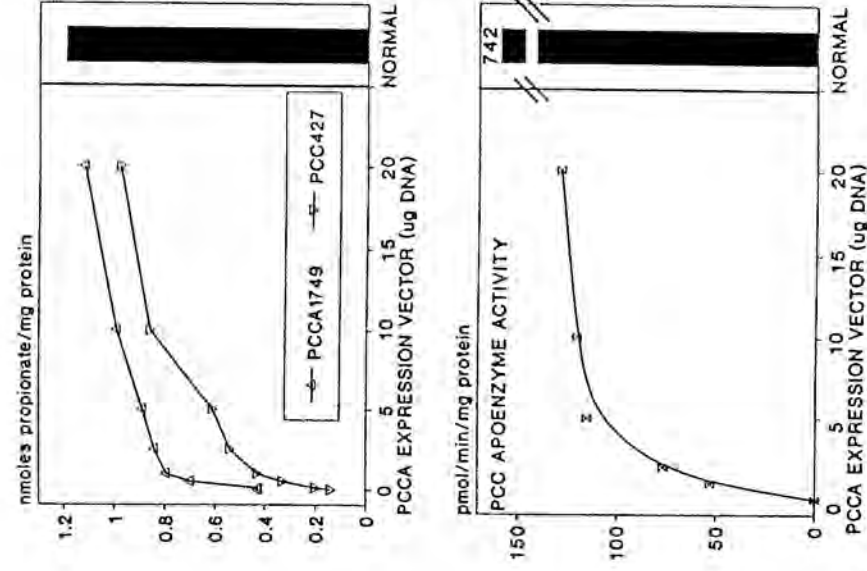 nmoles propionate/mg protein
1.2
1
0.8
0.6
0.4
0.2
0
PCCA1749 PCC427
0 5 10 15 20 NORMAL
PCCA EXPRESSION VECTOR (ug DNA)
pmol/min/mg protein
PCC APOENZYME ACTIVITY
742
150
100
50
0
0 5 10 15 20 NORMAL
PCCA EXPRESSION VECTOR (ug DNA)